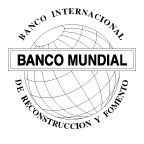 BANCO INTERNACIONAL
BANCO MUNDIAL
DE RECONSTRUCCION Y FOMENTO